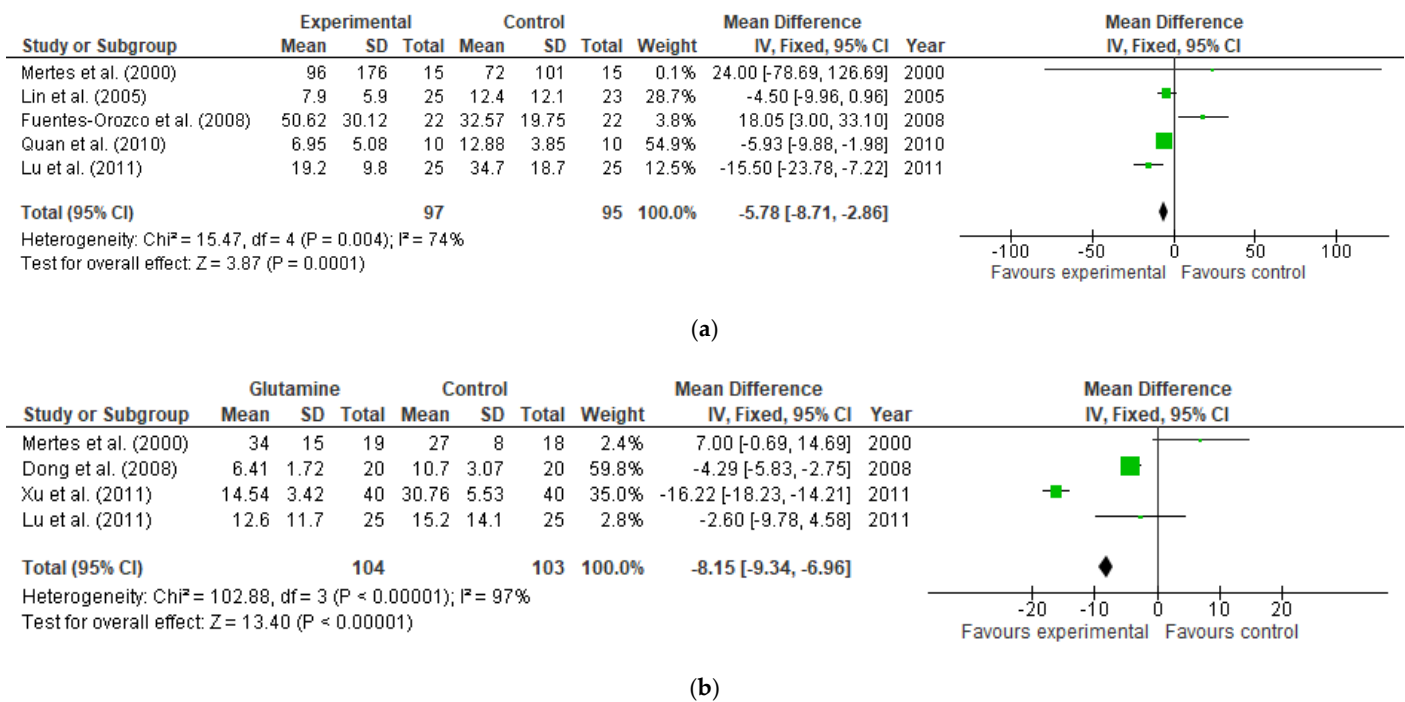 Experimental Control Mean Difference Mean Difference
Study or Subgroup Mean SD Total Mean SD Total Weight IV, Fixed, 95% CI Year IV, Fixed, 95% CI
Mertes et al. (2000) 96 176 15 72 101 15 0.1% 24.00 [-78.69, 126.69] 2000
Lin et al. (2005) 7.9 5.9 25 12.4 12.1 23 28.7% -4.50 [-9.96, 0.96] 2005
Fuentes-Orozco et al. (2008) 50.62 30.12 22 32.57 19.75 22 3.8% 18.05 [3.00, 33.10] 2008
Quan et al. (2010) 6.95 5.08 10 12.88 3.85 10 54.9% -5.93 [-9.88, -1.98] 2010
Lu et al. (2011) 19.2 9.8 25 34.7 18.7 25 12.5% -15.50 [-23.78, -7.22] 2011
Total (95% CI) 97 95 100.0% -5.78 [-8.71, -2.86]
Heterogeneity: Chi² = 15.47, df = 4 (P = 0.004); I² = 74%
Test for overall effect: Z = 3.87 (P = 0.0001)
-100 -50 0 50 100
Favours experimental Favours control
(a)
Glutamine Control Mean Difference Mean Difference
Study or Subgroup Mean SD Total Mean SD Total Weight IV, Fixed, 95% CI Year IV, Fixed, 95% CI
Mertes et al. (2000) 34 15 19 27 8 18 2.4% 7.00 [-0.69, 14.69] 2000
Dong et al. (2008) 6.41 1.72 20 10.7 3.07 20 59.8% -4.29 [-5.83, -2.75] 2008
Xu et al. (2011) 14.54 3.42 40 30.76 5.53 40 35.0% -16.22 [-18.23, -14.21] 2011
Lu et al. (2011) 12.6 11.7 25 15.2 14.1 25 2.8% -2.60 [-9.78, 4.58] 2011
Total (95% CI) 104 103 100.0% -8.15 [-9.34, -6.96]
Heterogeneity: Chi² = 102.88, df = 3 (P < 0.00001); I² = 97%
Test for overall effect: Z = 13.40 (P < 0.00001)
-20 -10 0 10 20
Favours experimental Favours control
(b)